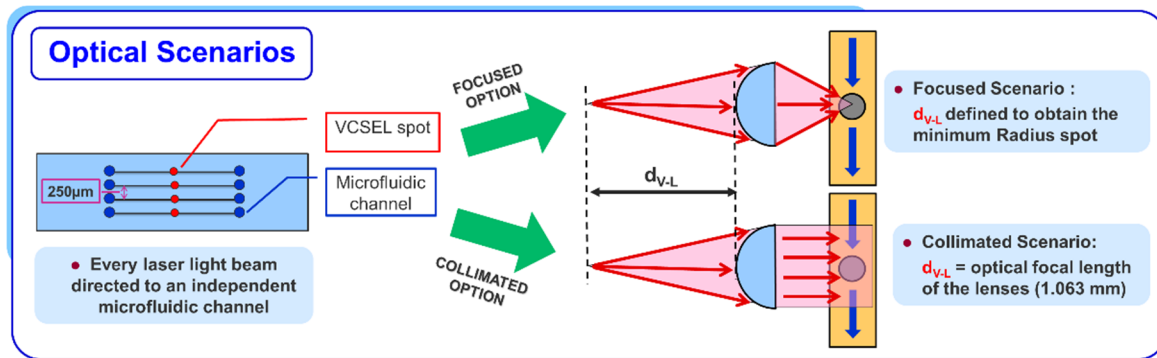 Optical Scenarios
VCSEL spot
Microfluidic
channel
250µm
• Every laser light beam
directed to an independent
microfluidic channel
FOCUSED
OPTION
COLLIMATED
OPTION
dV-L
• Focused Scenario :
dV-L defined to obtain the
minimum Radius spot
• Collimated Scenario:
dV-L = optical focal length
of the lenses (1.063 mm)